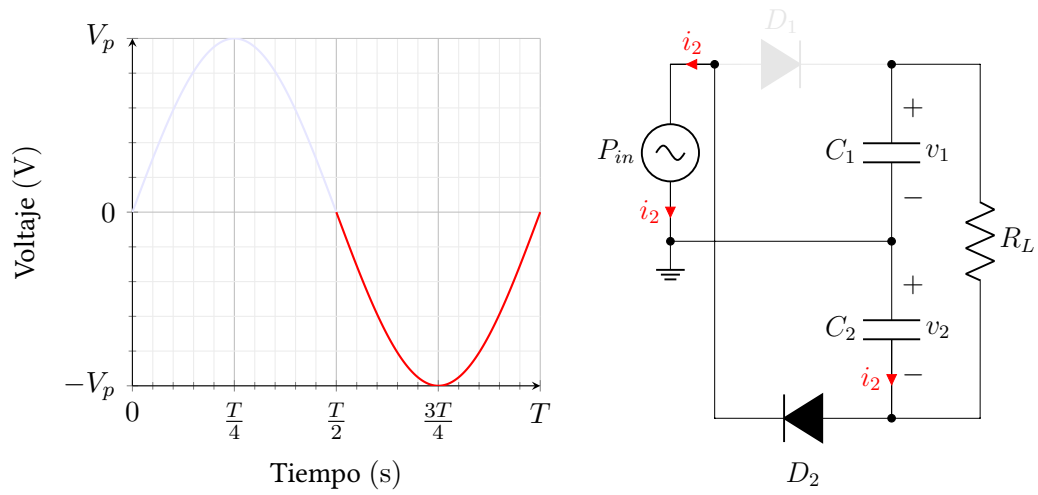 Voltaje (V)
V_p
0
−V_p
0
T/4
T/2
3T/4
T
Tiempo (s)
D_1
i_2
P_in
i_2
+
C_1
v_1
−
R_L
+
C_2
v_2
i_2
−
D_2